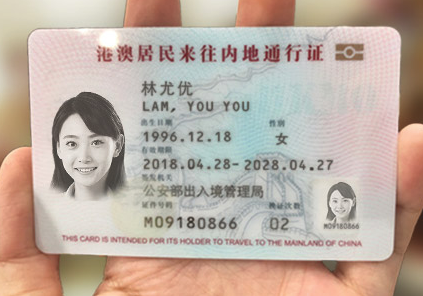 港澳居民来往内地通行证
林尤优
LAM, YOU YOU
出生日期 性别
1996.12.18 女
有效期限
2018.04.28- 2028.04.27
签发机关
公安部出入境管理局
证件号码 换证次数
M09180866 02
M09180866
THIS CARD IS INTENDED FOR ITS HOLDER TO TRAVEL TO THE MAINLAND OF CHINA